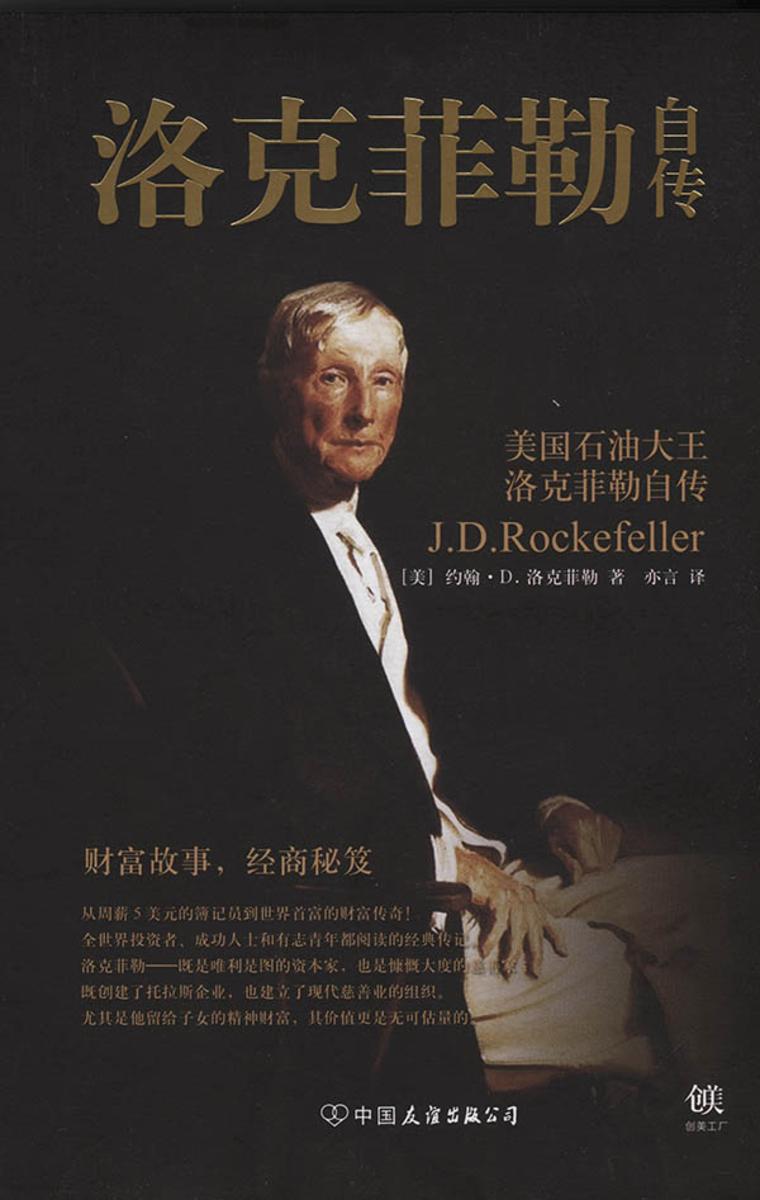 洛克菲勒自传
美国石油大王
洛克菲勒自传
J.D.Rockefeller
[美] 约翰·D. 洛克菲勒 著 亦言 译
财富故事，经商秘笈
从周薪5美元的簿记员到世界首富的财富传奇！
全世界投资者、成功人士和有志青年都阅读的经典传记
洛克菲勒——既是唯利是图的资本家，也是慷慨大度的慈善家
既创建了托拉斯企业，也建立了现代慈善业的组织。
尤其是他留给子女的精神财富，其价值更是无可估量的
中国友谊出版公司
创美
创美工厂